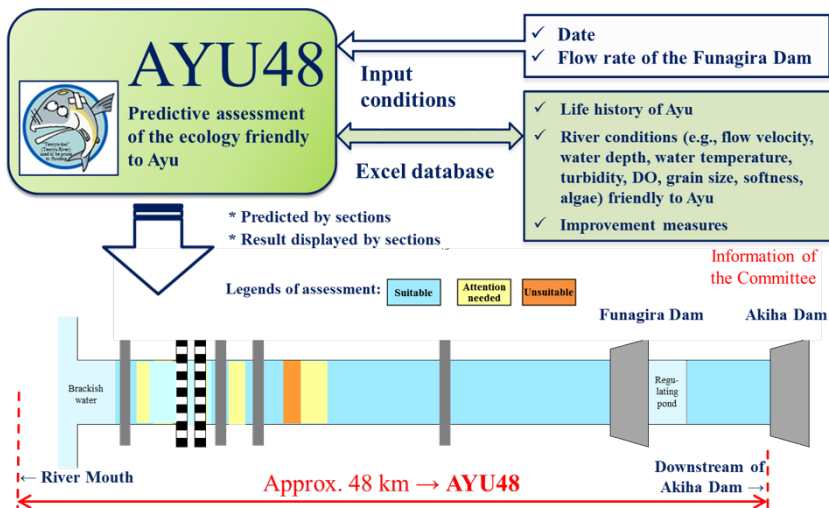 AYU48
Predictive assessment
of the ecology friendly
to Ayu
✓ Date
✓ Flow rate of the Funagira Dam
Input
conditions
Excel database
✓ Life history of Ayu
✓ River conditions (e.g., flow velocity,
water depth, water temperature,
turbidity, DO, grain size, softness,
algae) friendly to Ayu
✓ Improvement measures
* Predicted by sections
* Result displayed by sections
Information of
the Committee
Legends of assessment:
Suitable
Attention
needed
Unsuitable
Funagira Dam
Akiha Dam
Brackish
water
Regu-
lating
pond
← River Mouth
Approx. 48 km → AYU48
Downstream of
Akiha Dam →